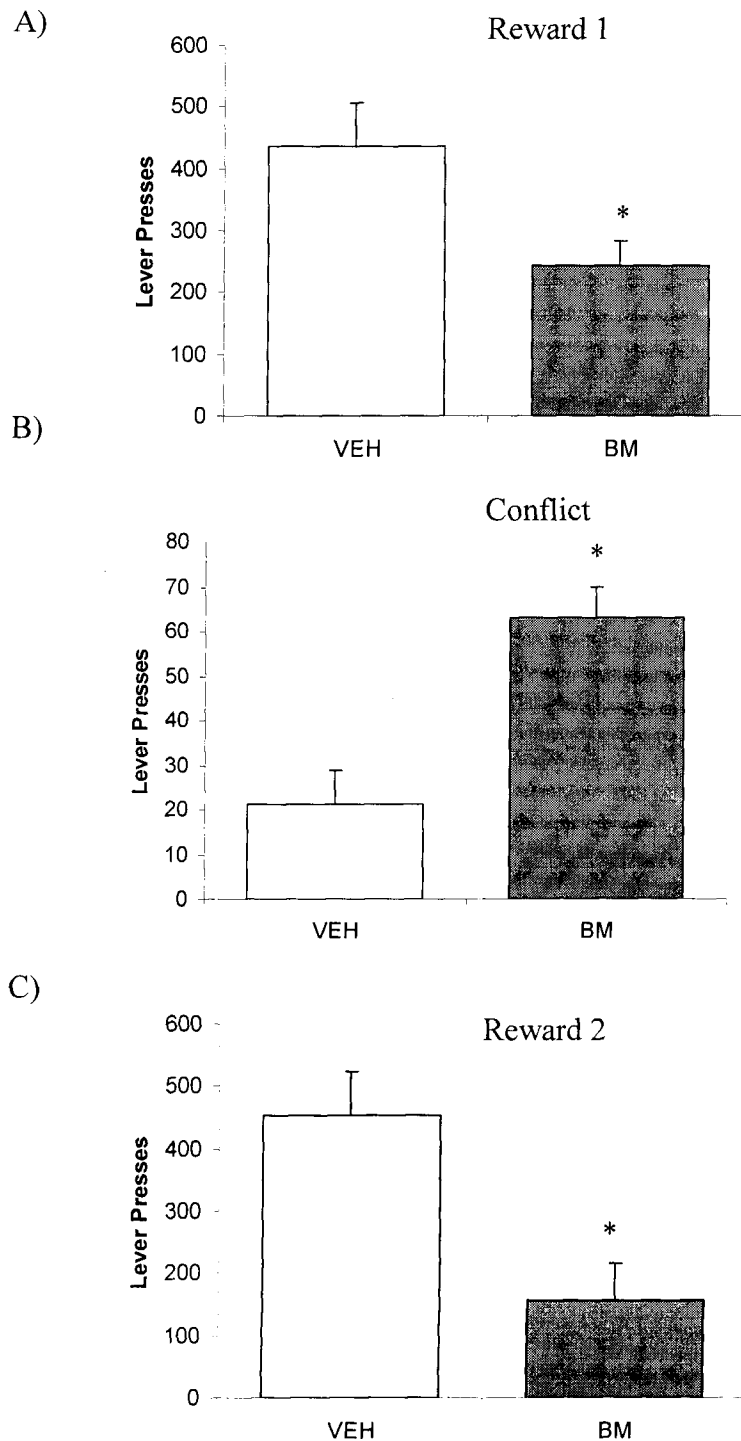 A)
Reward 1
600
500
400
300
200
100
0
Lever Presses
*
VEH
BM
B)
Conflict
80
70
60
50
40
30
20
10
0
Lever Presses
*
VEH
BM
C)
Reward 2
600
500
400
300
200
100
0
Lever Presses
*
VEH
BM